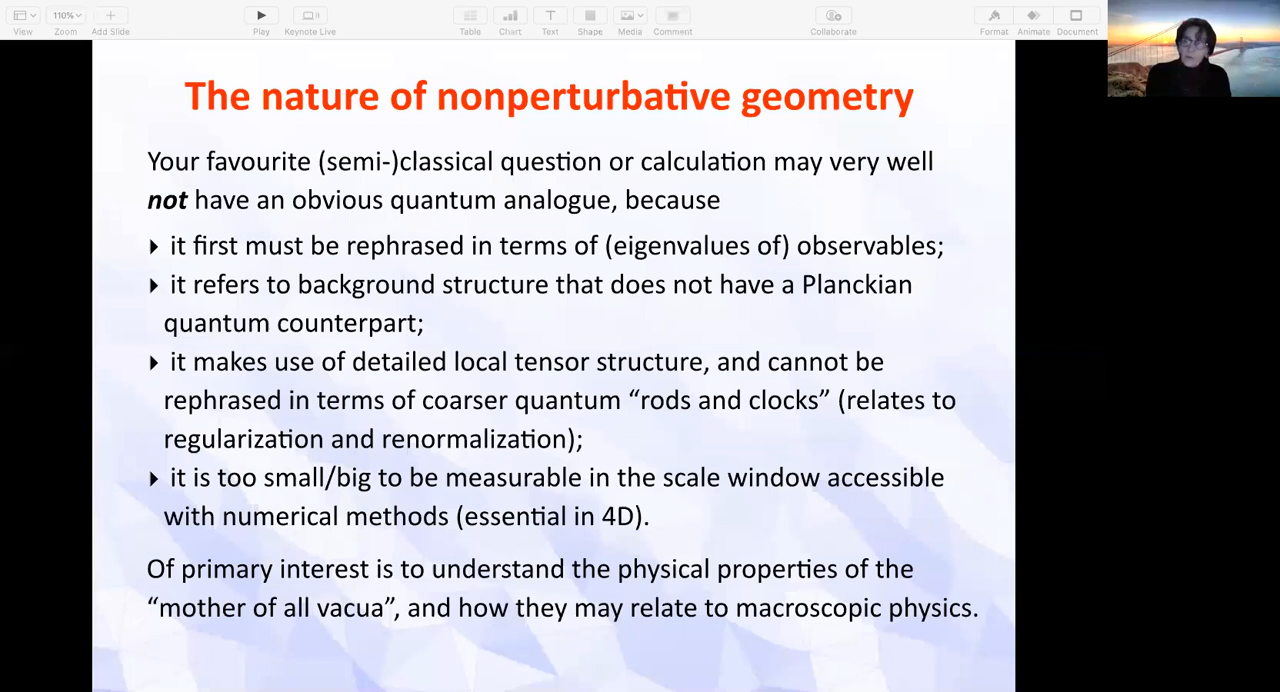 View
110%
Zoom
Add Slide
Play
Keynote Live
Table
Chart
Text
Shape
Media
Comment
Collaborate
Format
Animate
Document
The nature of nonperturbative geometry
Your favourite (semi-)classical question or calculation may very well
not have an obvious quantum analogue, because
it first must be rephrased in terms of (eigenvalues of) observables;
it refers to background structure that does not have a Planckian
quantum counterpart;
it makes use of detailed local tensor structure, and cannot be
rephrased in terms of coarser quantum “rods and clocks” (relates to
regularization and renormalization);
it is too small/big to be measurable in the scale window accessible
with numerical methods (essential in 4D).
Of primary interest is to understand the physical properties of the
“mother of all vacua”, and how they may relate to macroscopic physics.